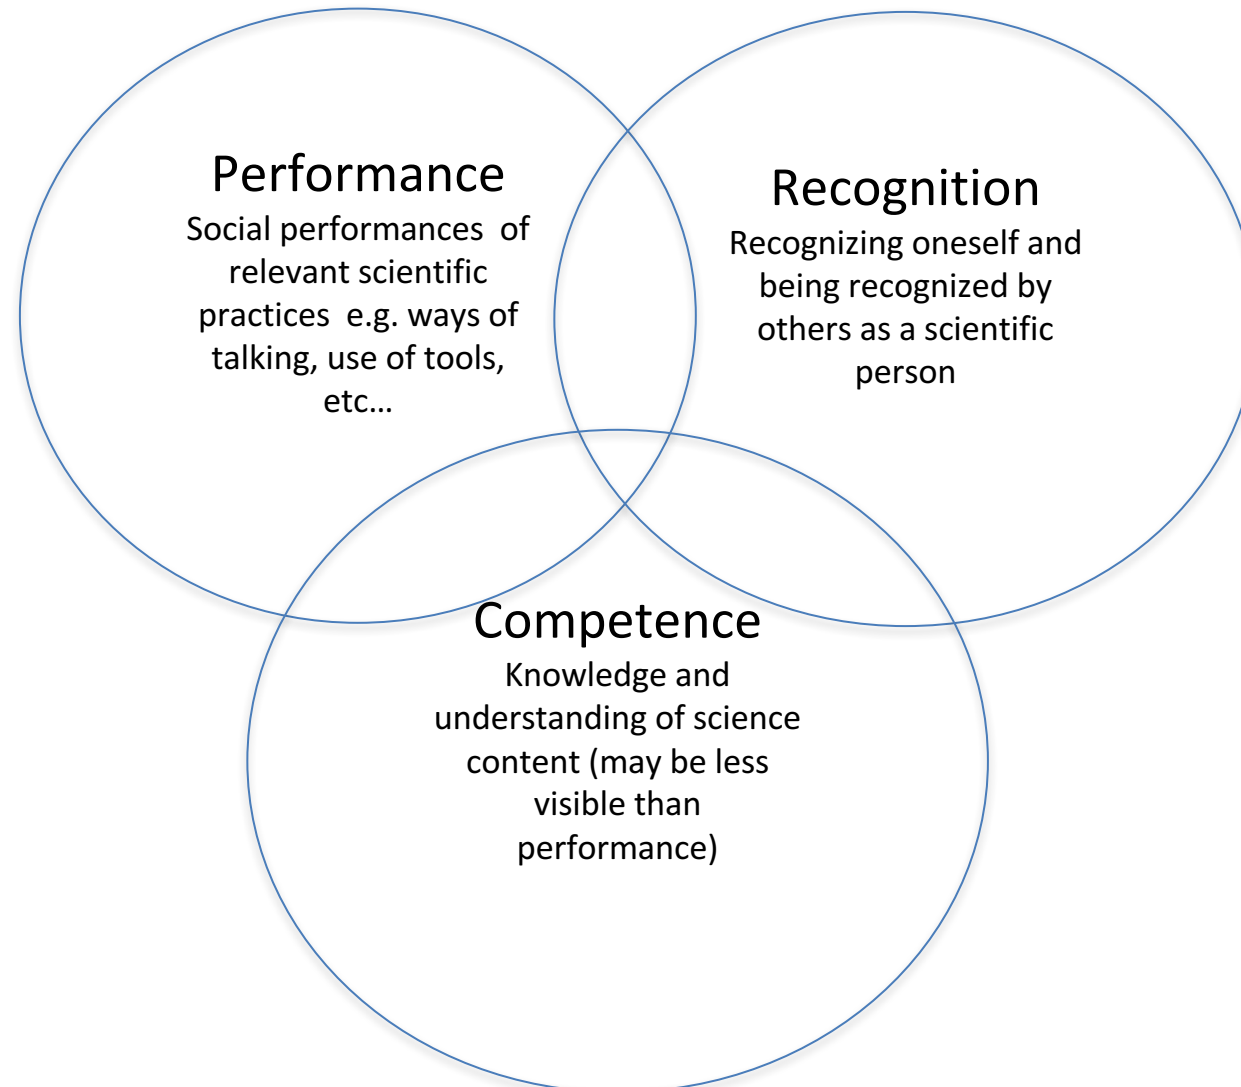 Performance
Social performances  of
relevant scientific
practices  e.g. ways of
talking, use of tools,
etc…
Recognition
Recognizing oneself and
being recognized by
others as a scientific
person
Competence
Knowledge and
understanding of science
content (may be less
visible than
performance)